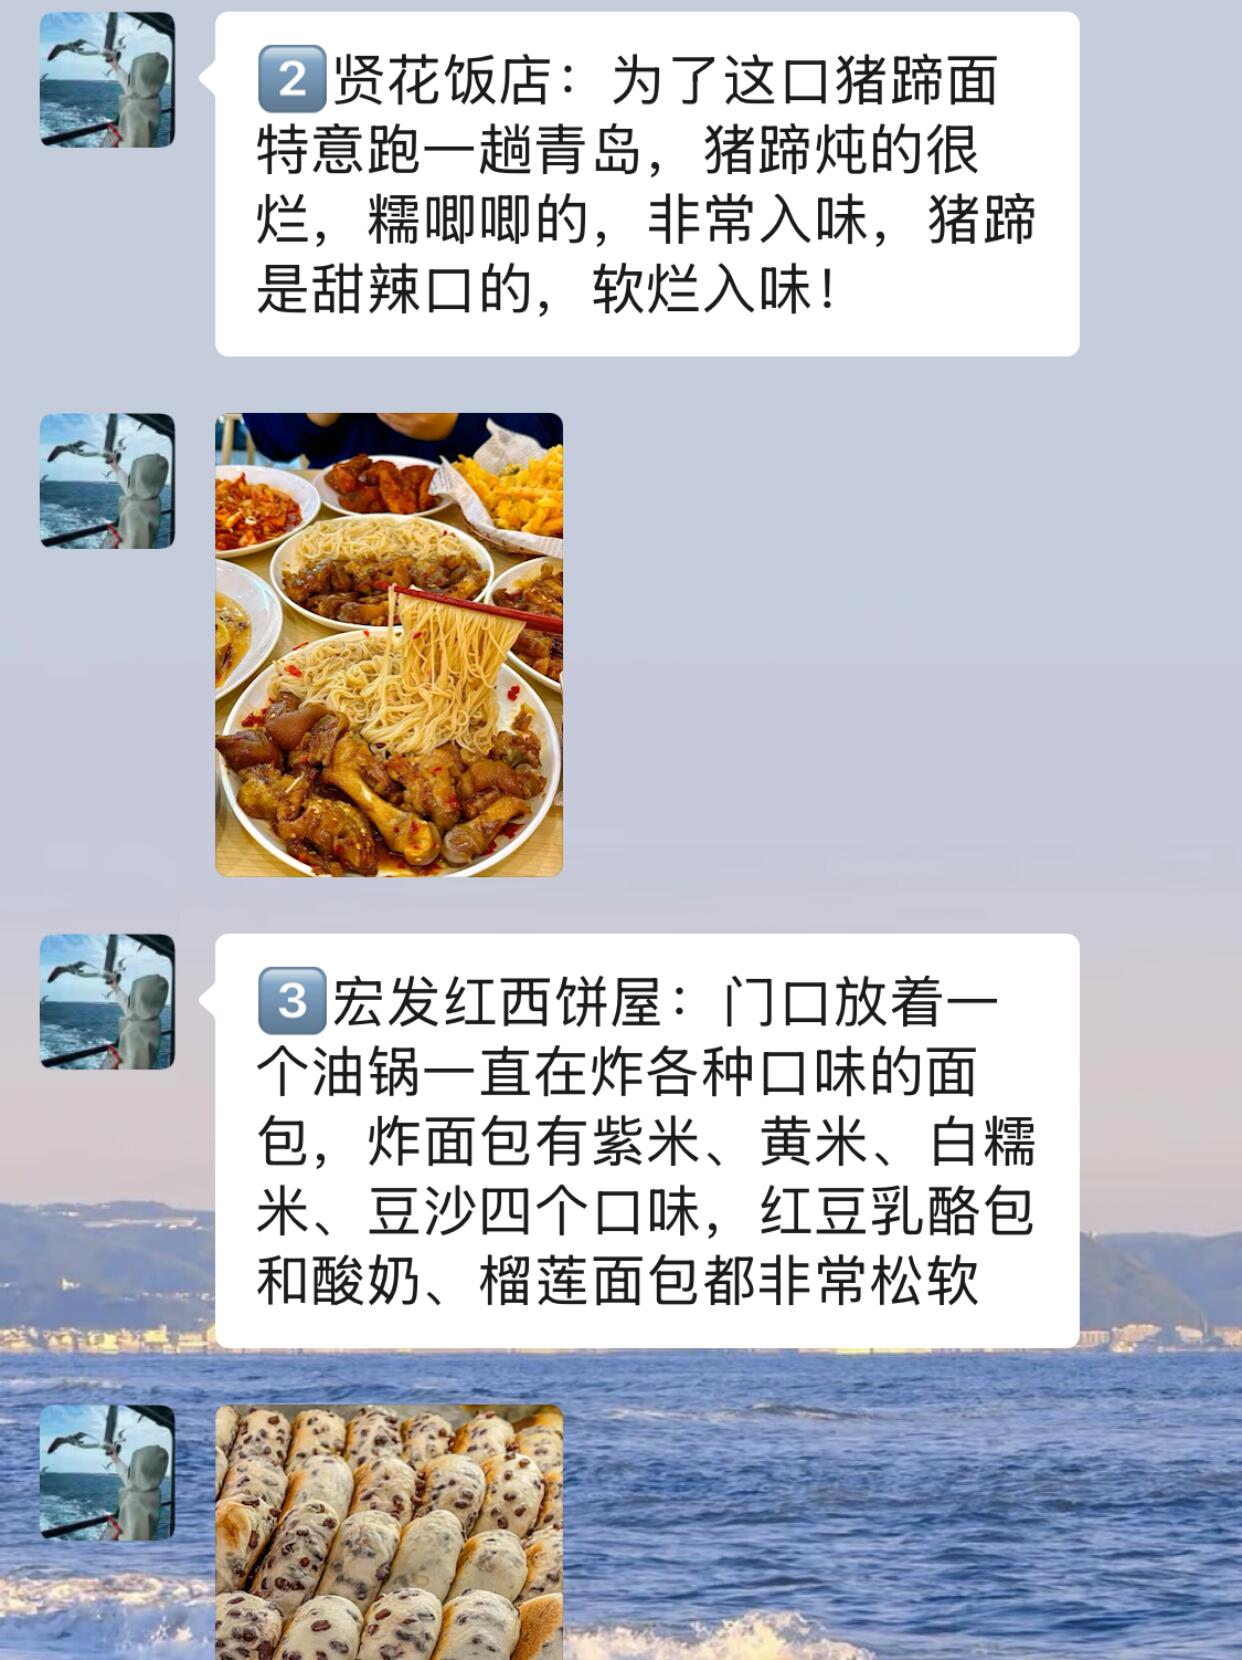 2️⃣贤花饭店：为了这口猪蹄面
特意跑一趟青岛，猪蹄炖的很
烂，糯唧唧的，非常入味，猪蹄
是甜辣口的，软烂入味！
3️⃣宏发红西饼屋：门口放着一
个油锅一直在炸各种口味的面
包，炸面包有紫米、黄米、白糯
米、豆沙四个口味，红豆乳酪包
和酸奶、榴莲面包都非常松软